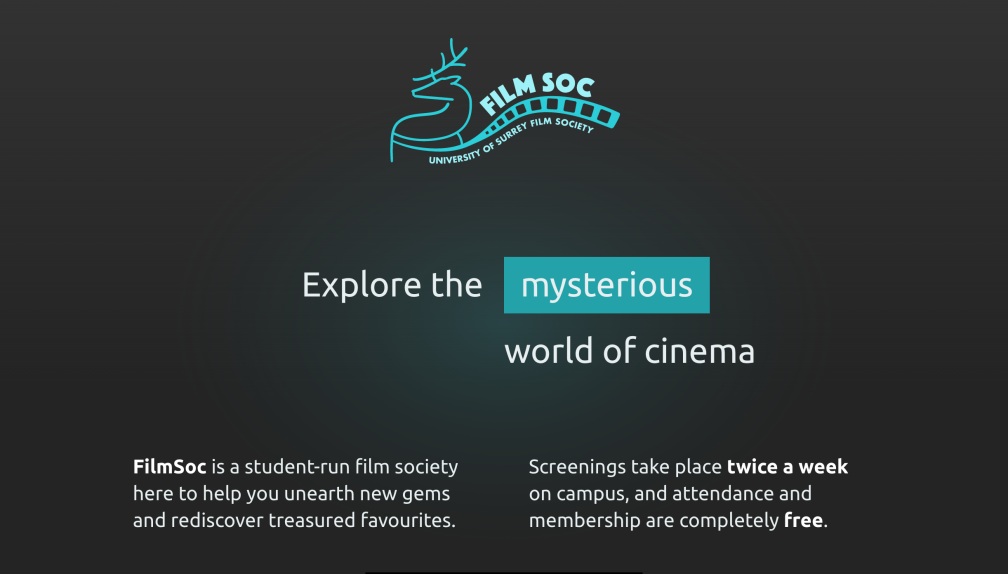 FILM SOC
UNIVERSITY OF SURREY FILM SOCIETY
Explore the mysterious
world of cinema
FilmSoc is a student-run film society
here to help you unearth new gems
and rediscover treasured favourites.
Screenings take place twice a week
on campus, and attendance and
membership are completely free.